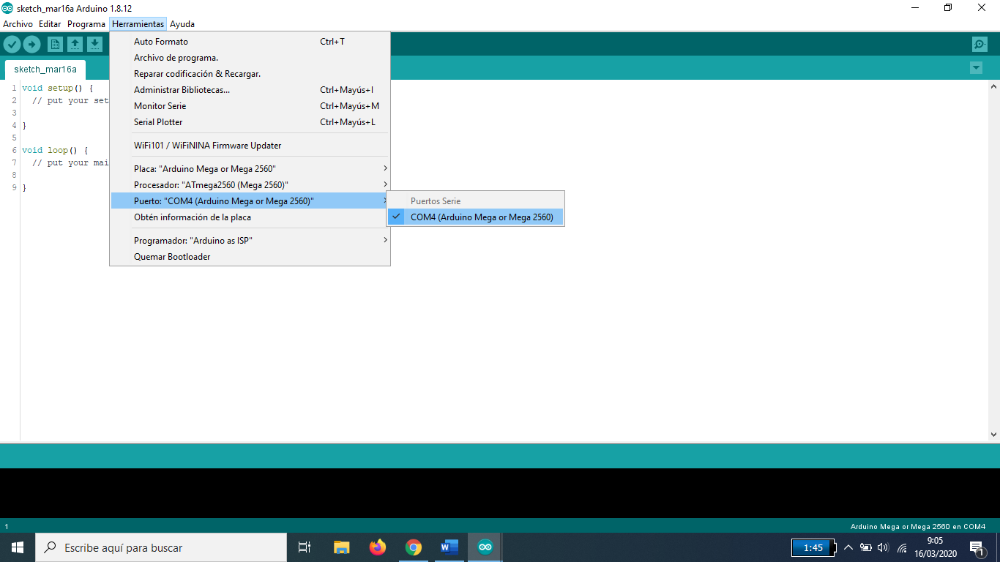 sketch_mar16a Arduino 1.8.12
Archivo Editar Programa Herramientas Ayuda
sketch_mar16a
Auto Formato Ctrl+T
Archivo de programa.
Reparar codificación & Recargar.
Administrar Bibliotecas... Ctrl+Mayús+I
Monitor Serie Ctrl+Mayús+M
Serial Plotter Ctrl+Mayús+L
WiFi101 / WiFiNINA Firmware Updater
Placa: "Arduino Mega or Mega 2560"
Procesador: "ATmega2560 (Mega 2560)"
Puerto: "COM4 (Arduino Mega or Mega 2560)"
Obtén información de la placa
Programador: "Arduino as ISP"
Quemar Bootloader
Puertos Serie
COM4 (Arduino Mega or Mega 2560)
1 void setup() {
2 // put your set
3
4 }
5
6 void loop() {
7 // put your mai
8
9 }
1
Arduino Mega or Mega 2560 en COM4
Escribe aquí para buscar
W
1:45
9:05
16/03/2020
1